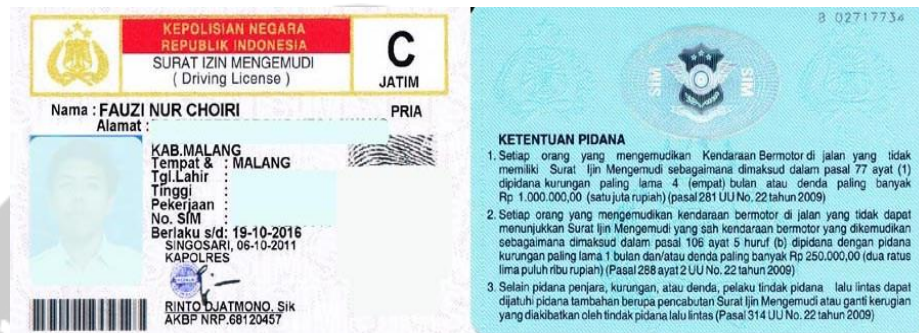 KEPOLISIAN NEGARA
REPUBLIK INDONESIA
SURAT IZIN MENGEMUDI
( Driving License )
C
JATIM
Nama : FAUZI NUR CHOIRI
PRIA
Alamat :
KAB.MALANG
Tempat & : MALANG
Tgl.Lahir :
Tinggi :
Pekerjaan :
No. SIM :
Berlaku s/d: 19-10-2016
SINGOSARI, 06-10-2011
KAPOLRES
RINTO DJATMONO. Sik
AKBP NRP.68120457
B 02717734
SIM
SIM
KETENTUAN PIDANA
1. Setiap orang yang mengemudikan Kendaraan Bermotor di jalan yang tidak
memiliki Surat Ijin Mengemudi sebagaimana dimaksud dalam pasal 77 ayat (1)
dipidana kurungan paling lama 4 (empat) bulan atau denda paling banyak
Rp 1.000.000,00 (satu juta rupiah) (pasal 281 UU No. 22 tahun 2009)
2. Setiap orang yang mengemudikan kendaraan bermotor di jalan yang tidak dapat
menunjukkan Surat Ijin Mengemudi yang sah kendaraan bermotor yang dikemudikan
sebagaimana dimaksud dalam pasal 106 ayat 5 huruf (b) dipidana dengan pidana
kurungan paling lama 1 bulan dan/atau denda paling banyak Rp 250.000,00 (dua ratus
lima puluh ribu rupiah) (Pasal 288 ayat 2 UU No. 22 tahun 2009)
3. Selain pidana penjara, kurungan, atau denda, pelaku tindak pidana lalu lintas dapat
dijatuhi pidana tambahan berupa pencabutan Surat Ijin Mengemudi atau ganti kerugian
yang diakibatkan oleh tindak pidana lalu lintas (Pasal 314 UU No. 22 tahun 2009)